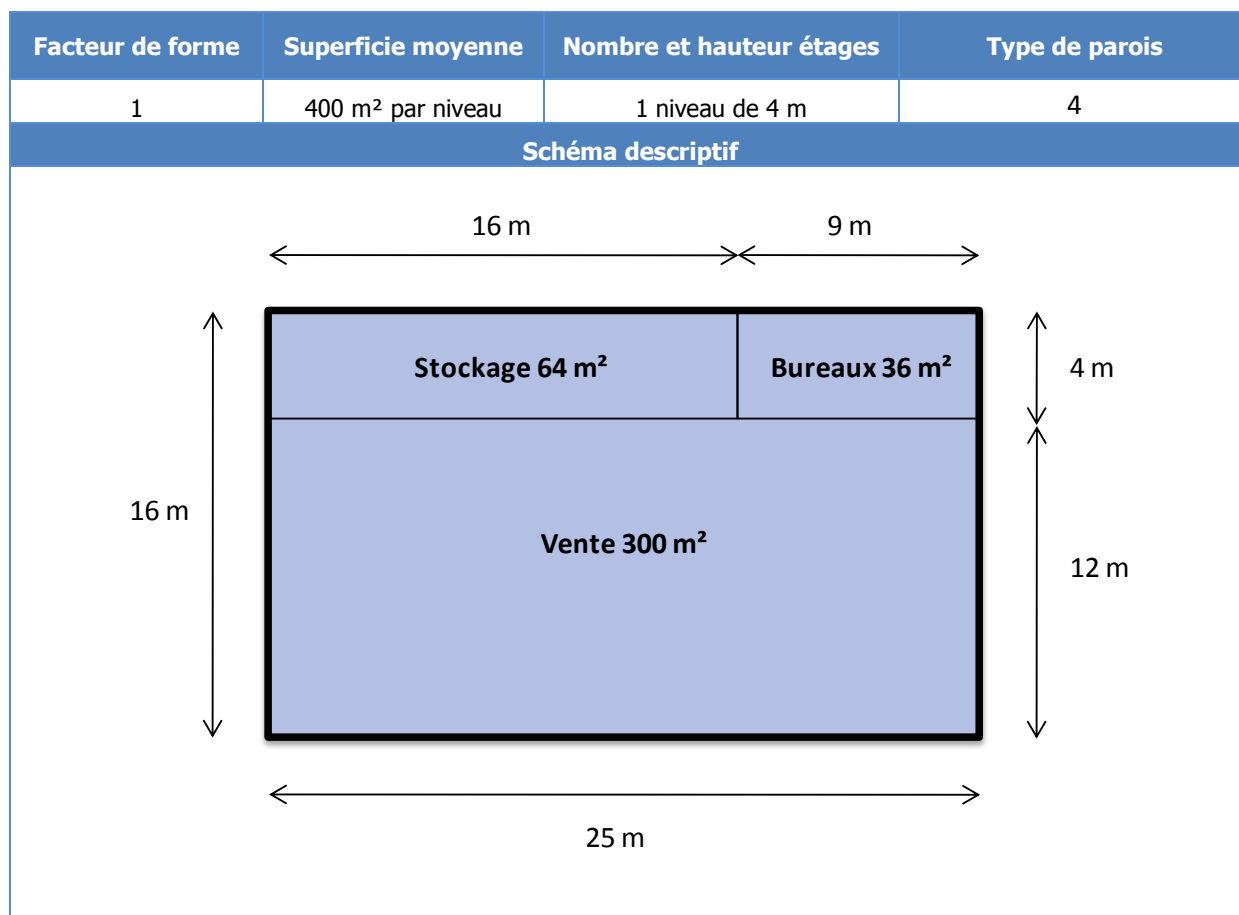 Facteur de forme Superficie moyenne Nombre et hauteur étages Type de parois
1 400 m² par niveau 1 niveau de 4 m 4
Schéma descriptif
16 m 9 m
Stockage 64 m² Bureaux 36 m² 4 m
16 m
Vente 300 m²
12 m
25 m